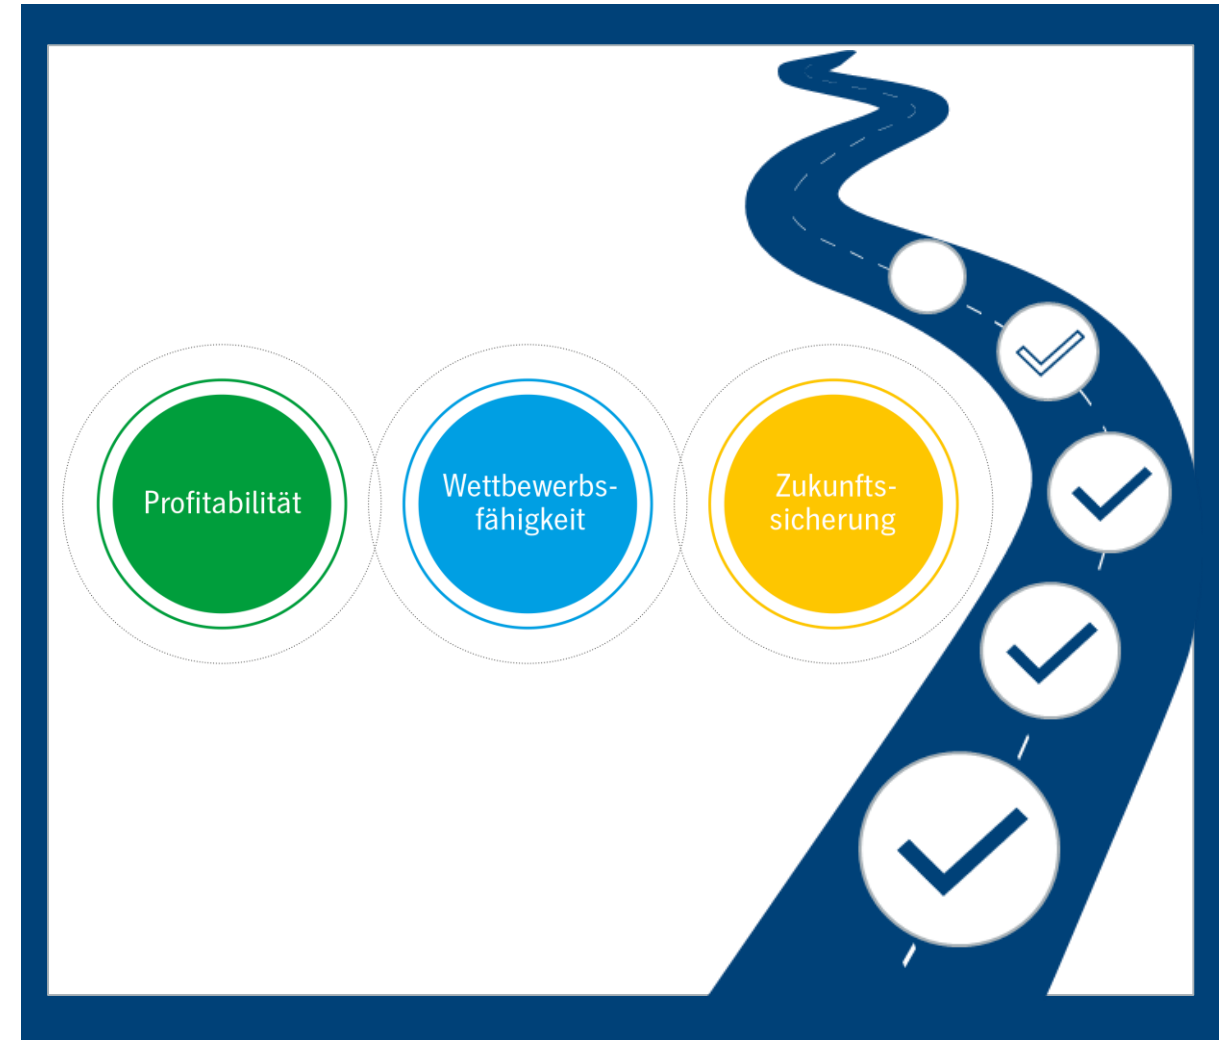 Profitabilität
Wettbewerbs-
fähigkeit
Zukunfts-
sicherung